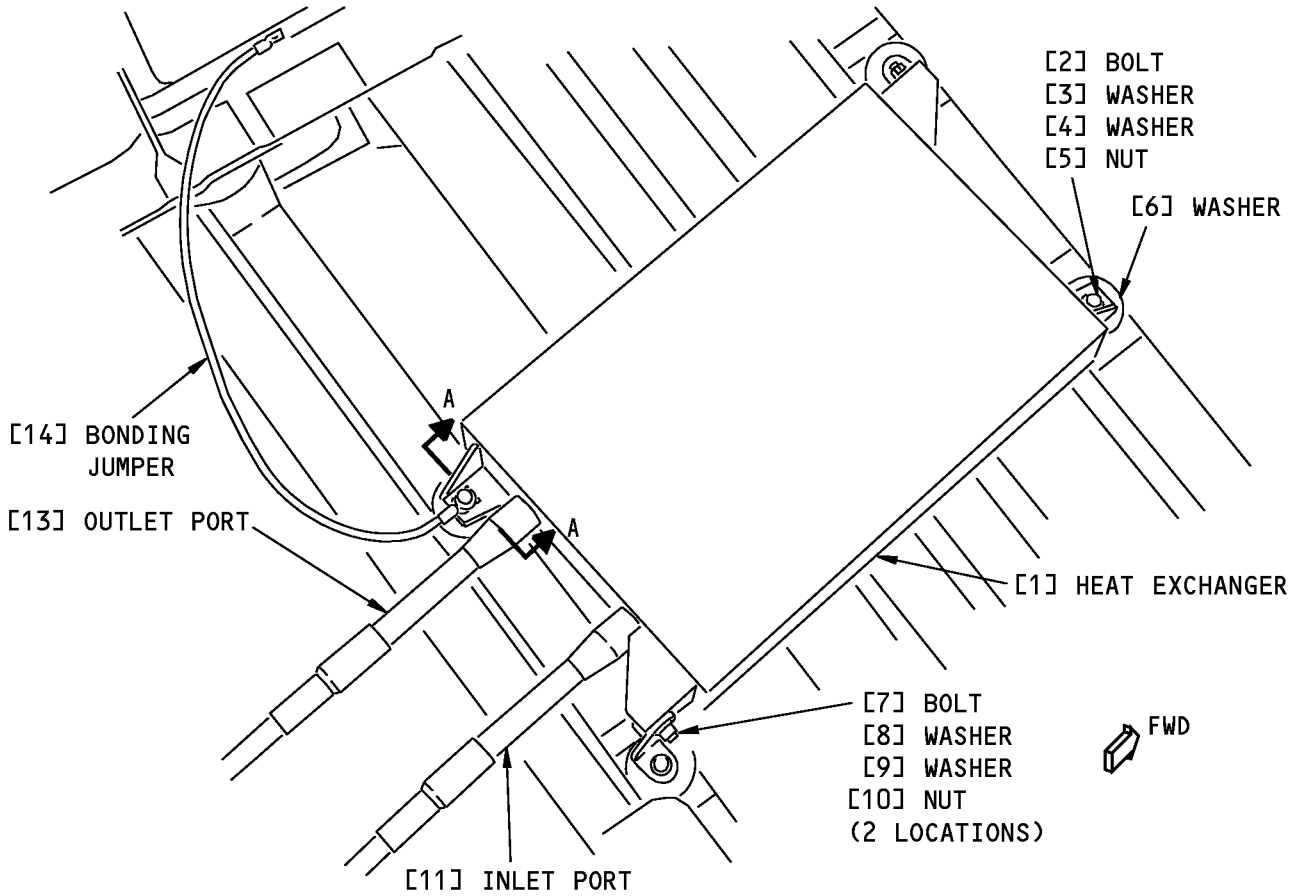 [2] BOLT
[3] WASHER
[4] WASHER
[5] NUT
[6] WASHER
A
[14] BONDING
JUMPER
[13] OUTLET PORT
A
[1] HEAT EXCHANGER
[7] BOLT
[8] WASHER
[9] WASHER
[10] NUT
(2 LOCATIONS)
FWD
[11] INLET PORT